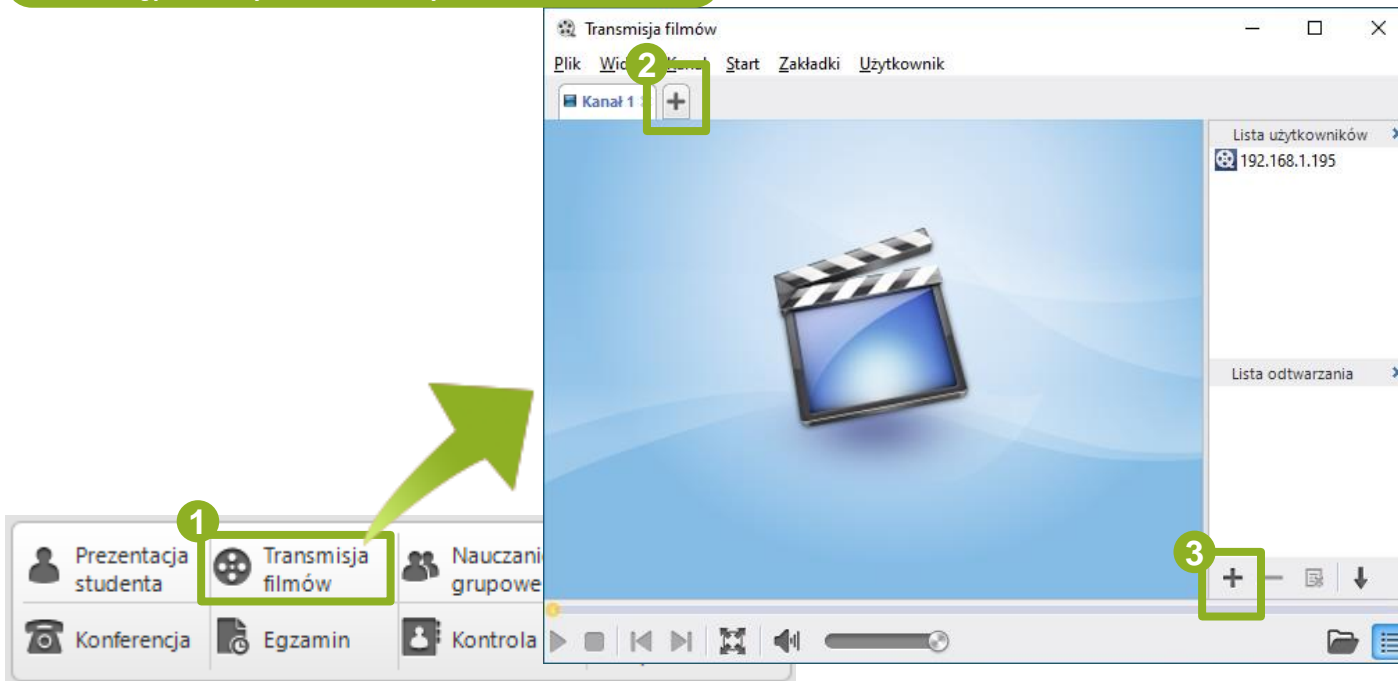 Transmisja filmów
Plik Start Zakładki Użytkownik
2
Kanał 1
Lista użytkowników
192.168.1.195
Lista odtwarzania
1
3
Prezentacja
studenta
Transmisja
filmów
grupowe
Konferencja
Egzamin
Kontrola